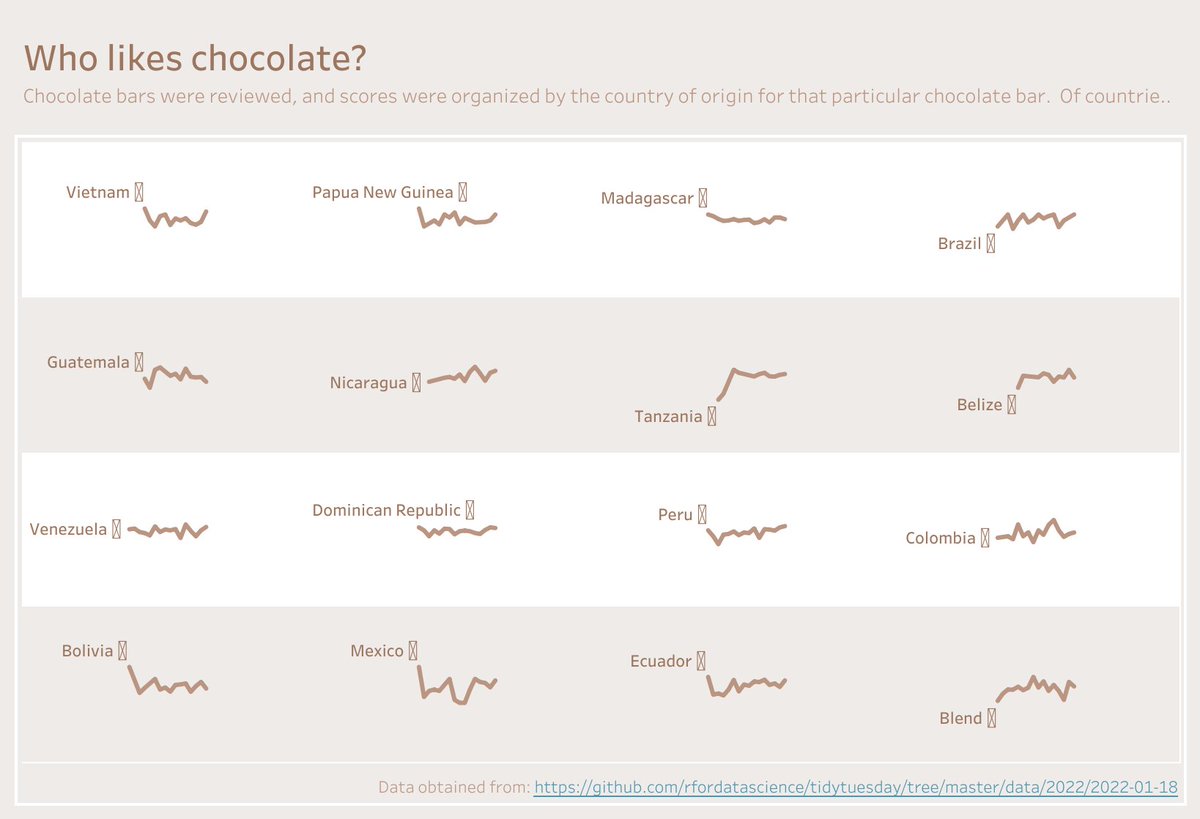 Who likes chocolate?
Chocolate bars were reviewed, and scores were organized by the country of origin for that particular chocolate bar.  Of countrie..
Vietnam
Papua New Guinea
Madagascar
Brazil
Guatemala
Nicaragua
Tanzania
Belize
Venezuela
Dominican Republic
Peru
Colombia
Bolivia
Mexico
Ecuador
Blend
Data obtained from: https://github.com/rfordatascience/tidytuesday/tree/master/data/2022/2022-01-18